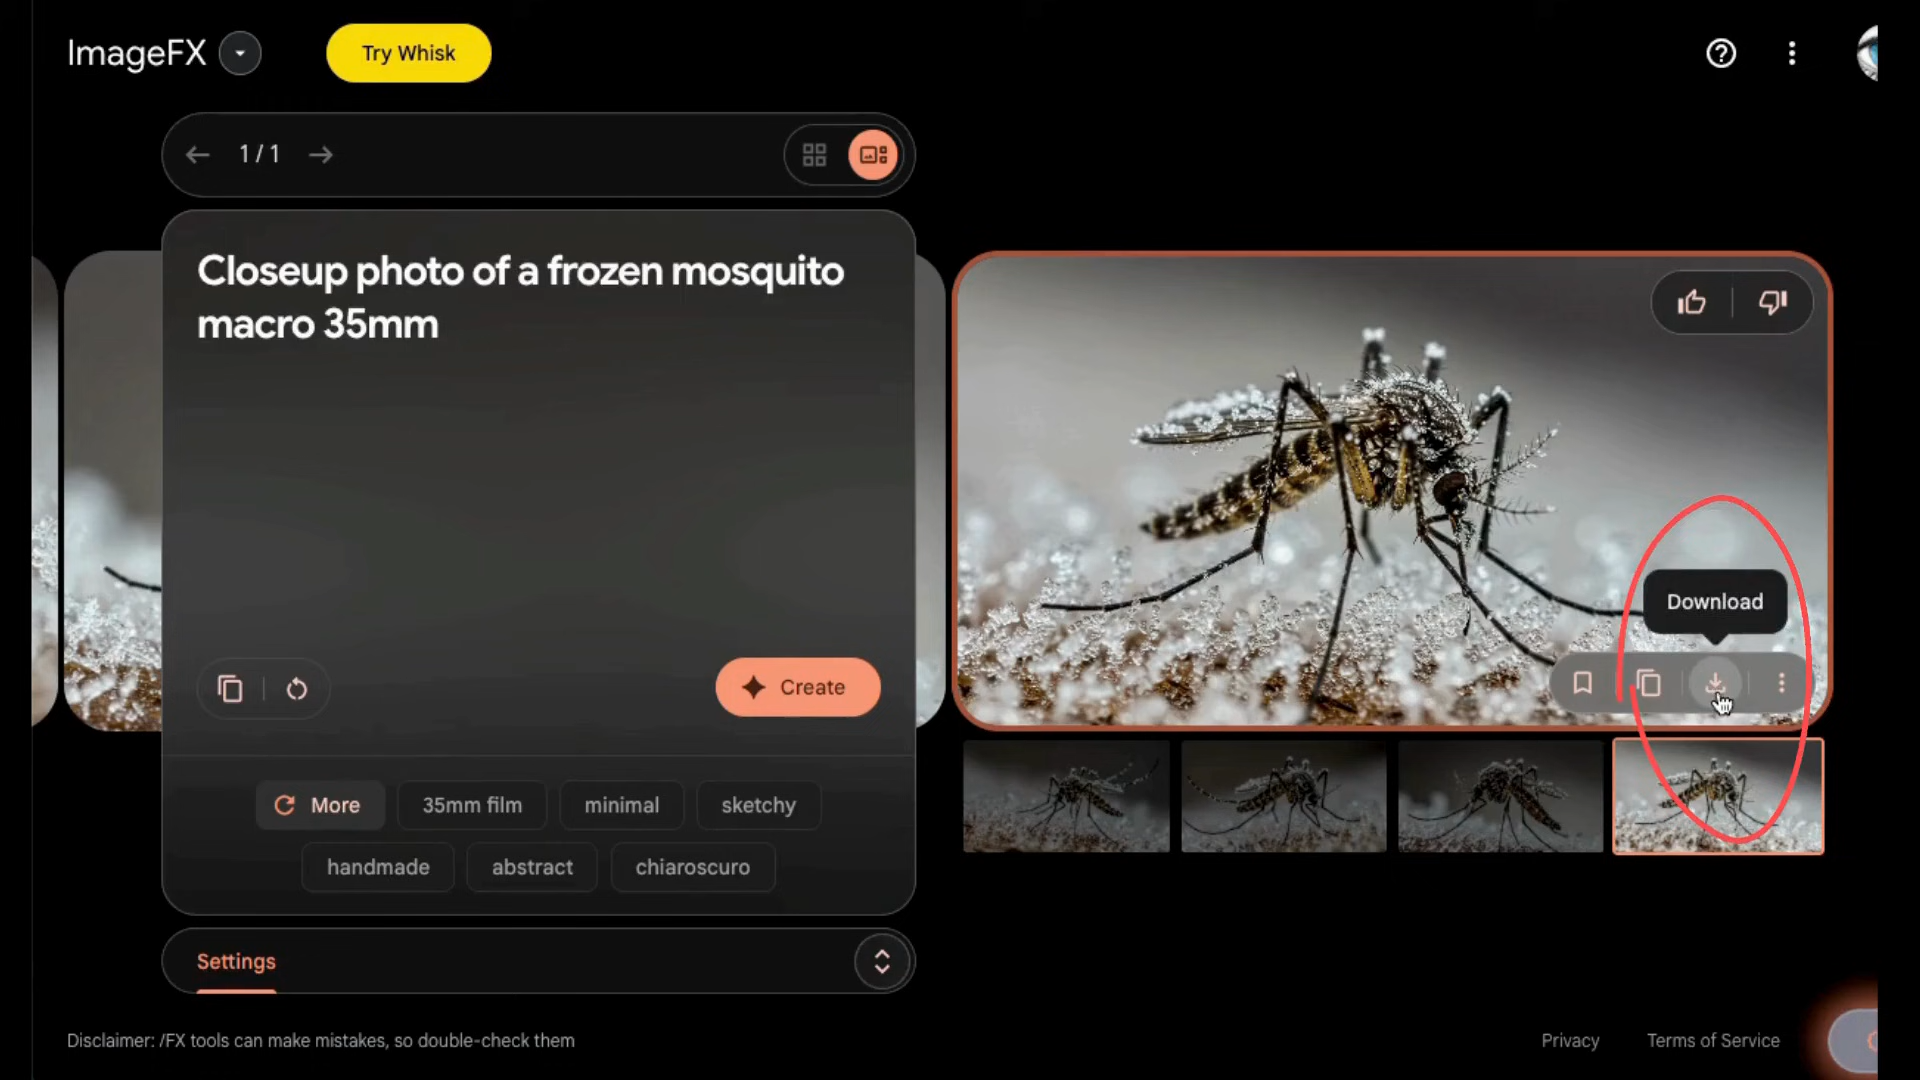 ImageFX
Try Whisk
1 / 1
Closeup photo of a frozen mosquito
macro 35mm
Create
More
35mm film
minimal
sketchy
handmade
abstract
chiaroscuro
Settings
Download
Disclaimer: /FX tools can make mistakes, so double-check them
Privacy
Terms of Service